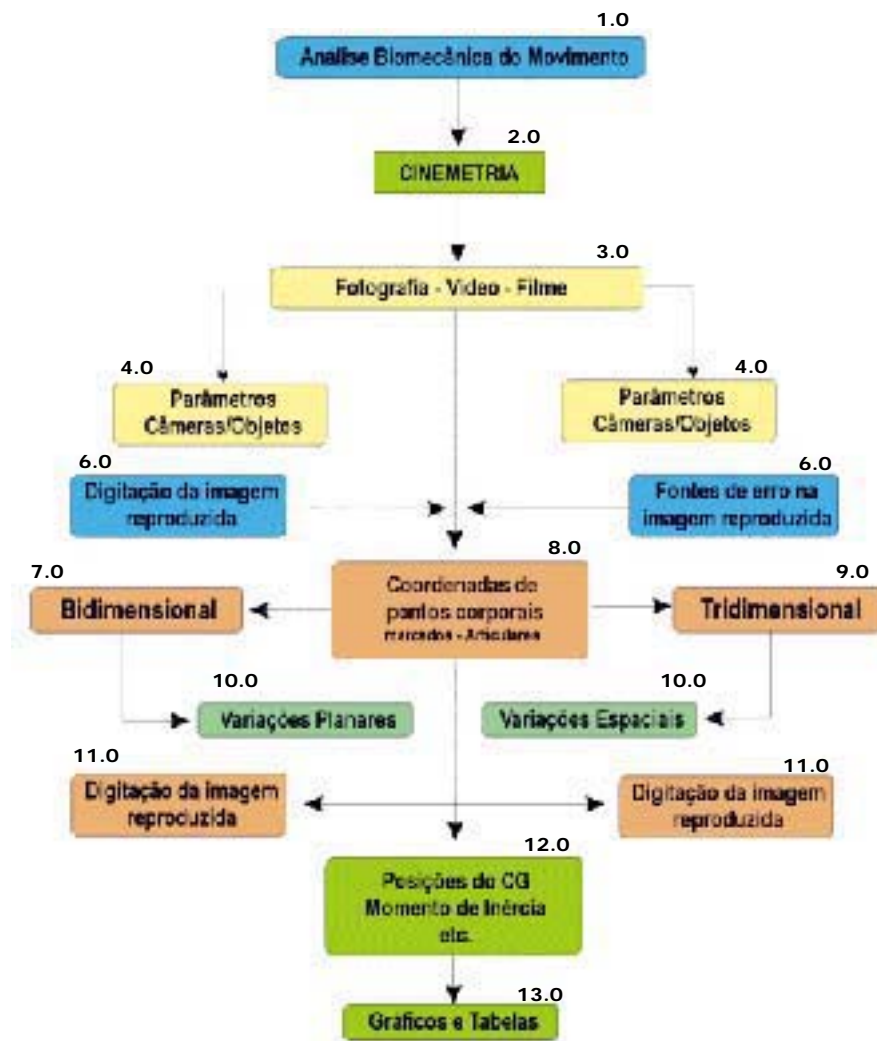 1.0
Análise Biomecânica do Movimento
2.0
CINEMETRIA
3.0
Fotografia - Video - Filme
4.0
Parâmetros
Câmeras/Objetos
4.0
Parâmetros
Câmeras/Objetos
6.0
Digitação da imagem
reproduzida
6.0
Fontes de erro na
imagem reproduzida
8.0
Coordenadas de
pontos corporais
marcados - Articulares
7.0
Bidimensional
9.0
Tridimensional
10.0
Variações Planares
10.0
Variações Espaciais
11.0
Digitação da imagem
reproduzida
11.0
Digitação da imagem
reproduzida
12.0
Posições do CG
Momento de Inércia
etc.
13.0
Gráficos e Tabelas